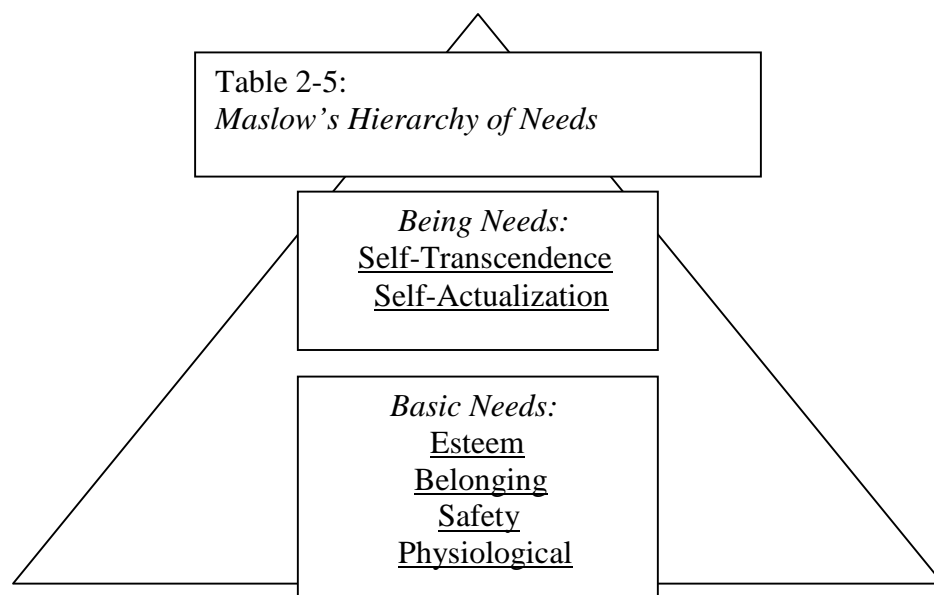 Table 2-5:
Maslow’s Hierarchy of Needs
Being Needs:
Self-Transcendence
Self-Actualization
Basic Needs:
Esteem
Belonging
Safety
Physiological